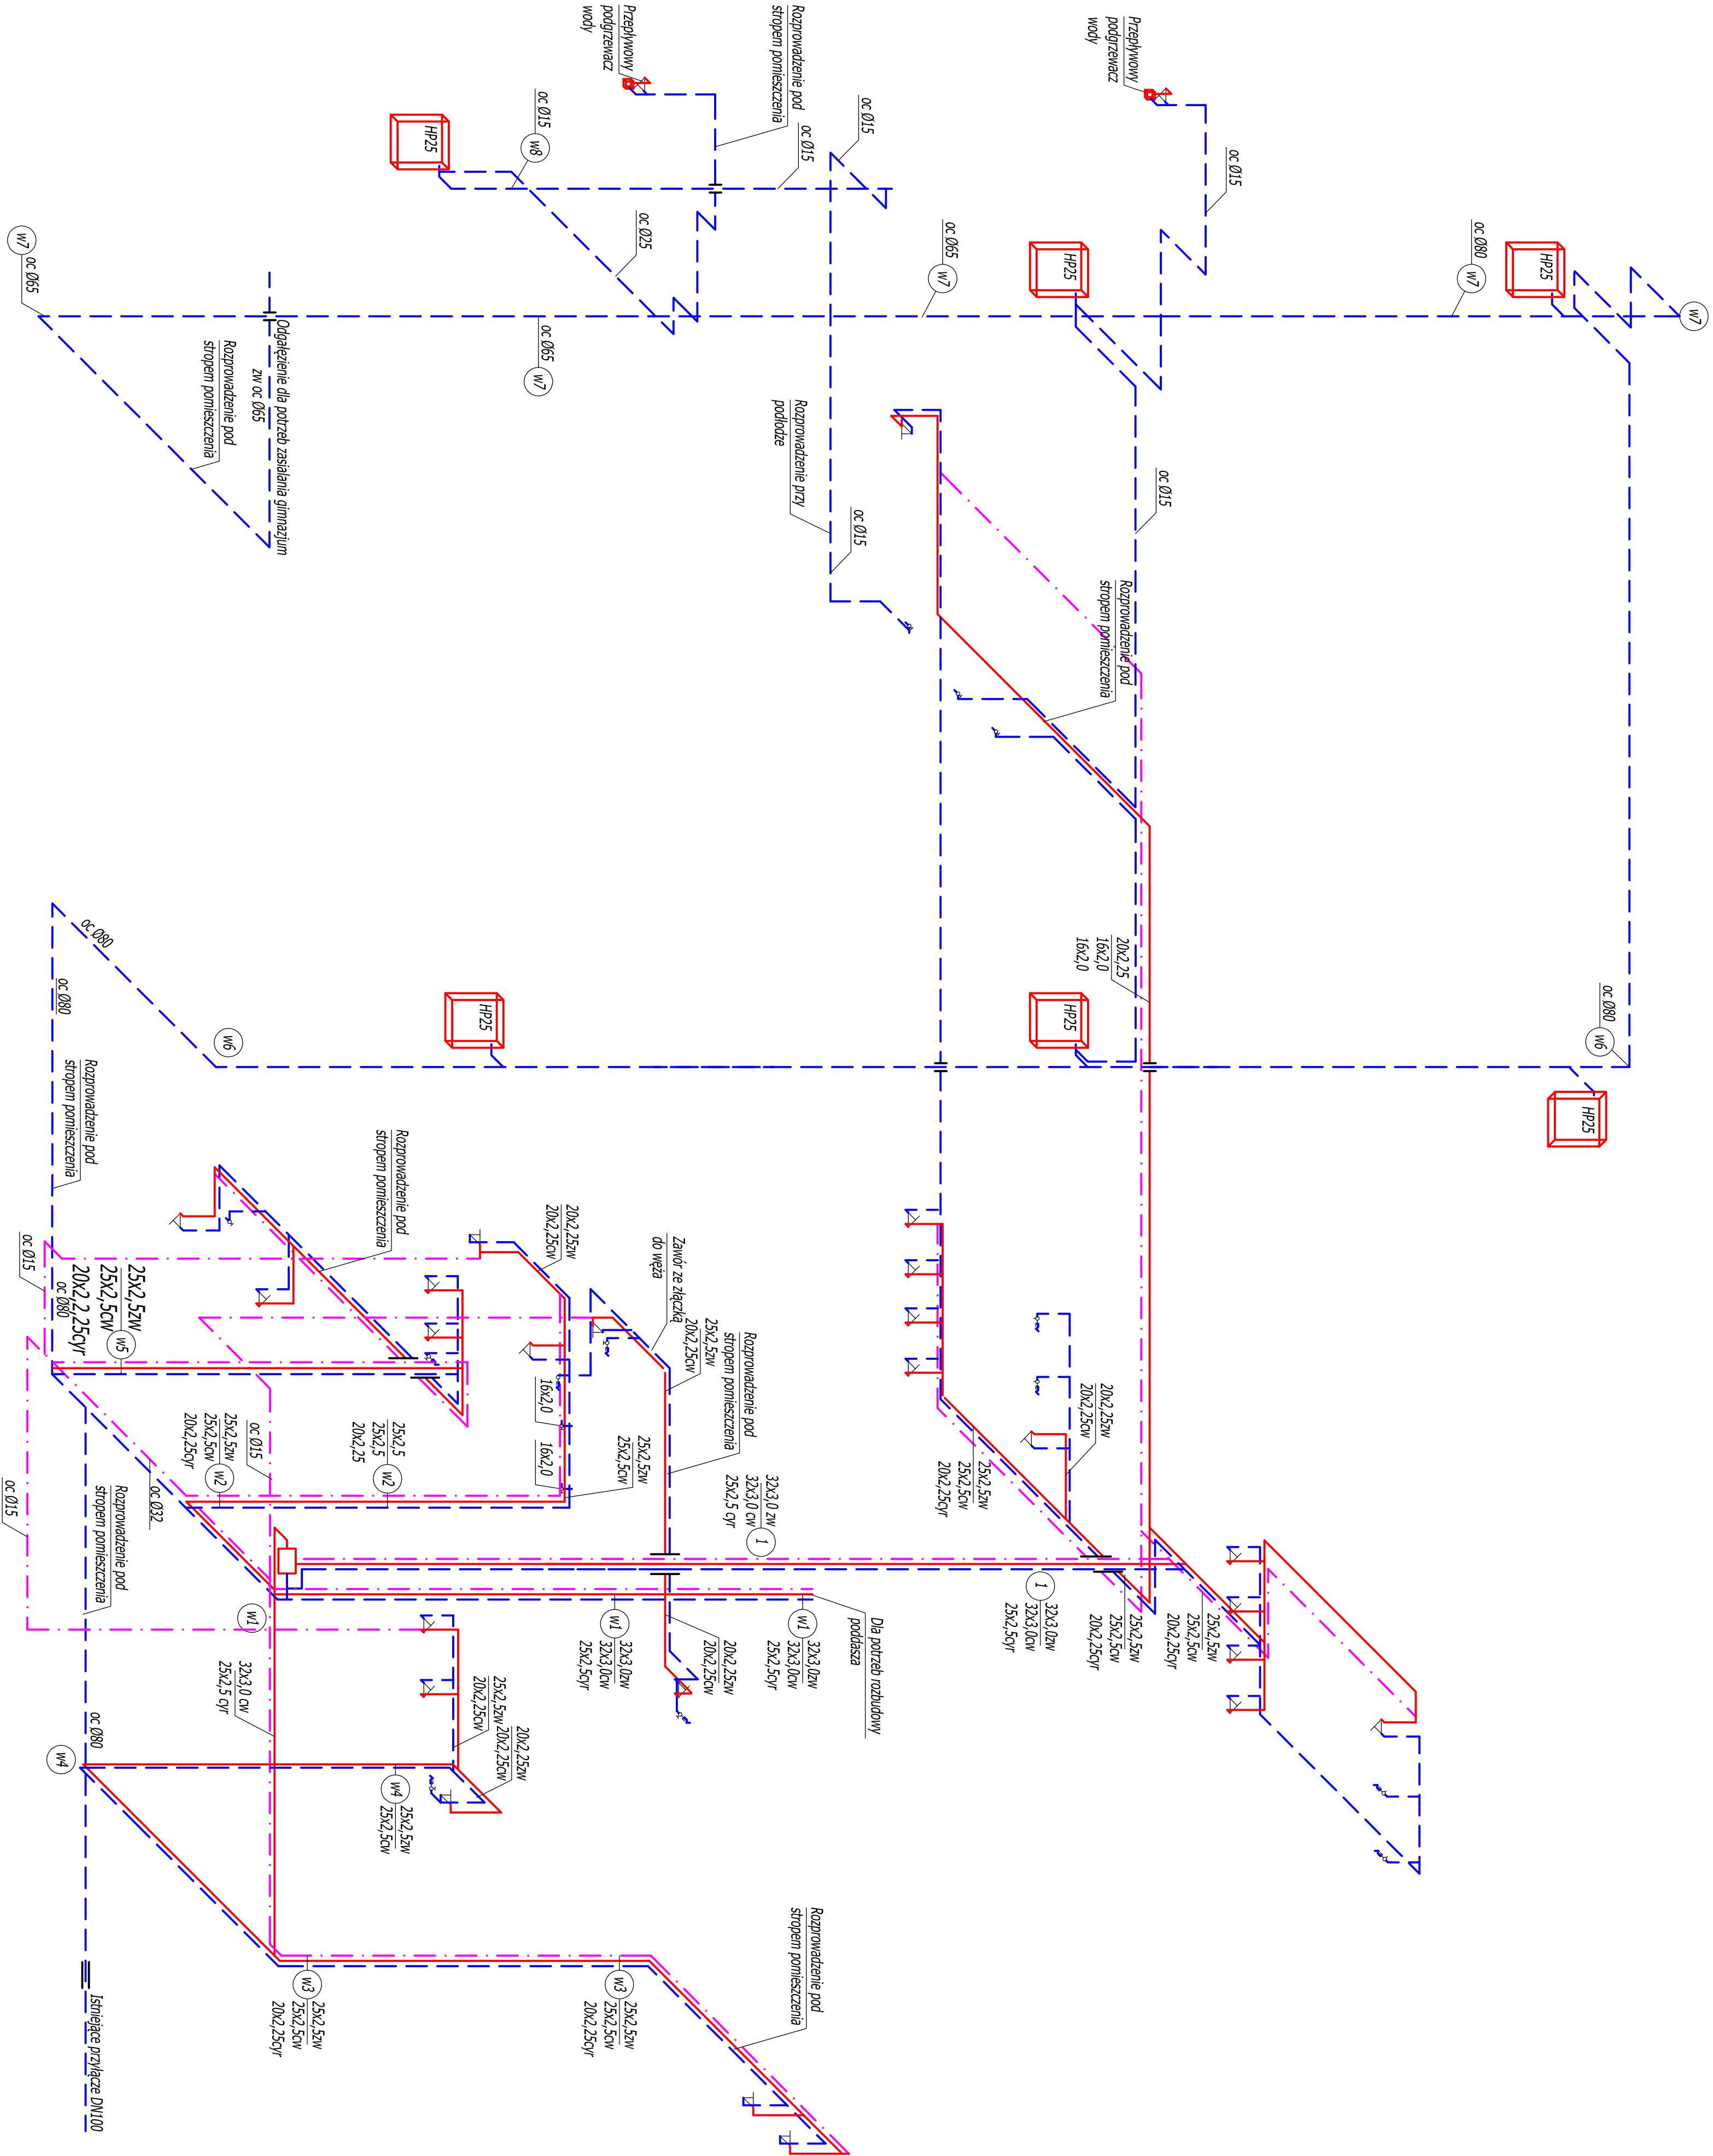 Przepływowy
podgrzewacz
wody
Rozprowadzenie pod
stropem pomieszczenia
Przepływowy
podgrzewacz
wody
oc Ø15
w8
HP25
oc Ø15
oc Ø15
oc Ø15
oc Ø25
oc Ø65
w7
HP25
oc Ø80
w7
HP25
w7
w7
oc Ø65
oc Ø65
w7
Odgałęzienie dla potrzeb zasialania gimnazjum
zw oc Ø65
Rozprowadzenie pod
stropem pomieszczenia
Rozprowadzenie przy
podłodze
oc Ø15
oc Ø15
Rozprowadzenie pod
stropem pomieszczenia
oc Ø80
oc Ø80
w6
HP25
HP25
20x2,25
16x2,0
16x2,0
oc Ø80
w6
HP25
Rozprowadzenie pod
stropem pomieszczenia
Rozprowadzenie pod
stropem pomieszczenia
20x2,25zw
20x2,25cw
Zawór ze złączką
do węża
Rozprowadzenie pod
stropem pomieszczenia
25x2,5zw
20x2,25cw
oc Ø15
25x2,5zw
25x2,5cw
20x2,2,25cyr
w5
oc Ø80
16x2,0
16x2,0
20x2,25zw
20x2,25cw
25x2,5zw
25x2,5cw
20x2,25cyr
oc Ø15
25x2,5zw
25x2,5cw
20x2,25cyr
w2
25x2,5
25x2,5
20x2,25
w2
25x2,5zw
25x2,5cw
32x3,0 zw
32x3,0 cw
25x2,5 cyr
1
oc Ø15
Rozprowadzenie pod
stropem pomieszczenia
oc Ø32
w1
w1
32x3,0zw
32x3,0cw
25x2,5cyr
20x2,25zw
20x2,25cw
w1
32x3,0zw
32x3,0cw
25x2,5cyr
Dla potrzeb rozbudowy
poddasza
1
32x3,0zw
32x3,0cw
25x2,5cyr
25x2,5zw
25x2,5cw
20x2,25cyr
25x2,5zw
25x2,5cw
20x2,25cyr
32x3,0 cw
25x2,5 cyr
25x2,5zw
20x2,25cw
20x2,25zw
20x2,25cw
oc Ø80
w4
w4
25x2,5zw
25x2,5cw
Rozprowadzenie pod
stropem pomieszczenia
w3
25x2,5zw
25x2,5cw
20x2,25cyr
w3
25x2,5zw
25x2,5cw
20x2,25cyr
Istniejące przyłącze DN100